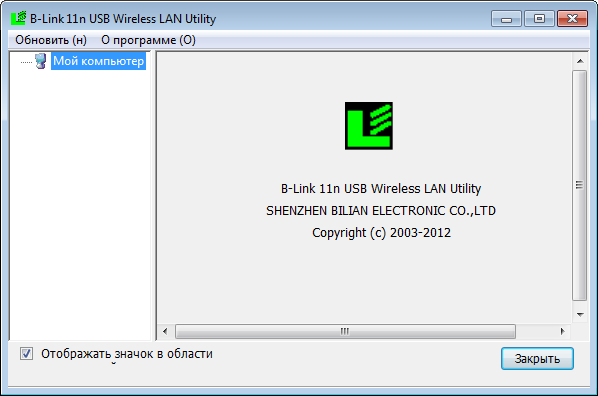 B-Link 11n USB Wireless LAN Utility
Обновить (н) О программе (О)
Мой компьютер
B-Link 11n USB Wireless LAN Utility
SHENZHEN BILIAN ELECTRONIC CO.,LTD
Copyright (c) 2003-2012
Отображать значок в области
Закрыть